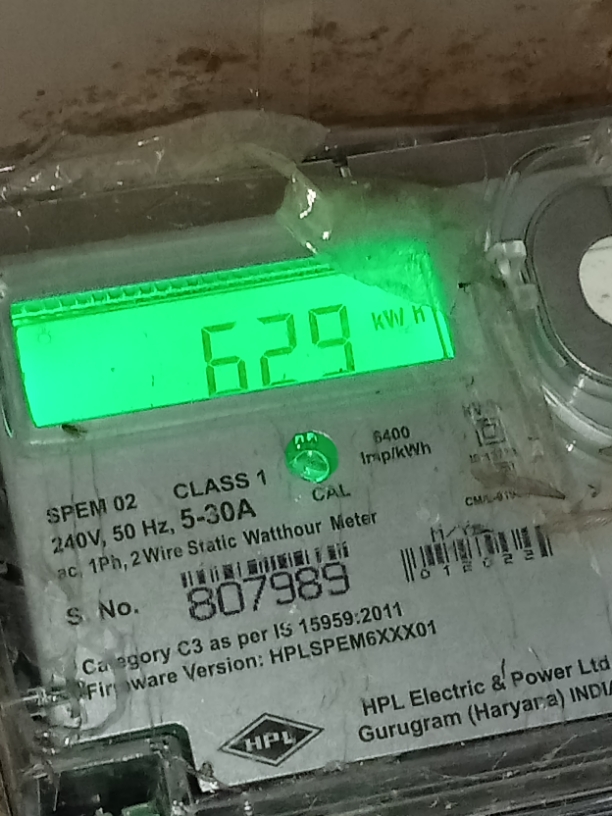 629 kW h
6400
Imp/kWh
CAL
SPEM 02 CLASS 1
240V, 50 Hz, 5-30A
ac, 1Ph, 2 Wire Static Watthour Meter
M/Yr
S. No. 807989
Category C3 as per IS 15959:2011
Firmware Version: HPLSPEM6XXX01
HPL
HPL Electric & Power Ltd
Gurugram (Haryana) INDIA